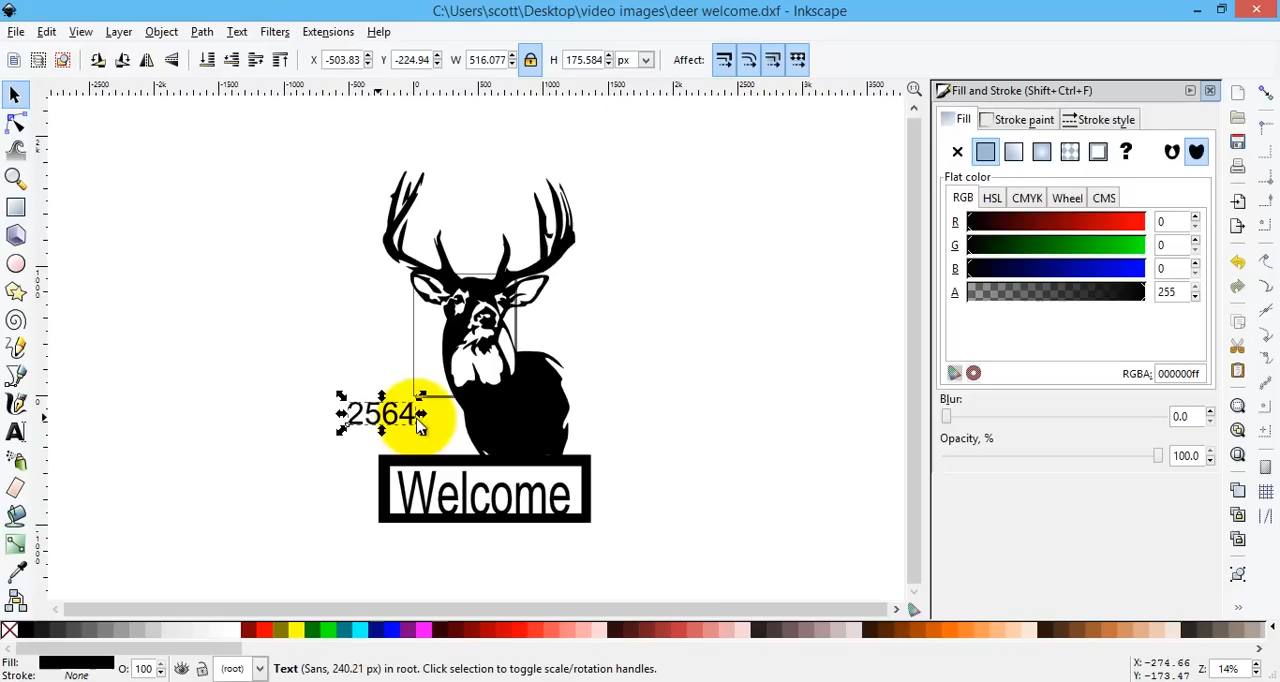 C:\Users\scott\Desktop\video images\deer welcome.dxf - Inkscape
File Edit View Layer Object Path Text Filters Extensions Help
X -503.83 Y -224.94 W 516.077 H 175.584 px Affect:
Fill and Stroke (Shift+Ctrl+F)
Fill Stroke paint Stroke style
?
Flat color
RGB HSL CMYK Wheel CMS
R 0
G 0
B 0
A 255
RGBA: 000000ff
Blur:
0.0
Opacity, %
100.0
2564
Welcome
Fill:
Stroke: None
O: 100
(root)
Text (Sans, 240.21 px) in root. Click selection to toggle scale/rotation handles.
X: -274.66
Y: -173.47
Z: 14%